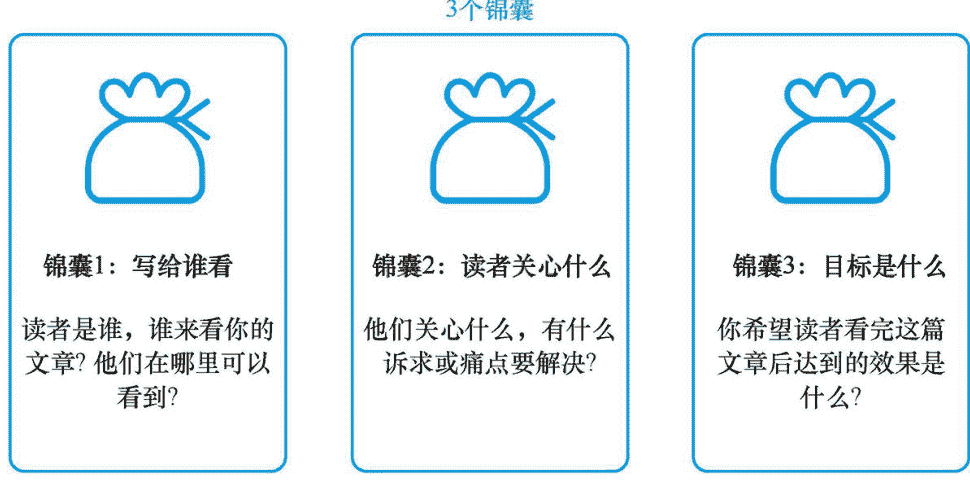 3个锦囊
锦囊1：写给谁看
读者是谁，谁来看你的
文章? 他们在哪里可以
看到?
锦囊2：读者关心什么
他们关心什么，有什么
诉求或痛点要解决?
锦囊3：目标是什么
你希望读者看完这篇
文章后达到的效果是
什么?